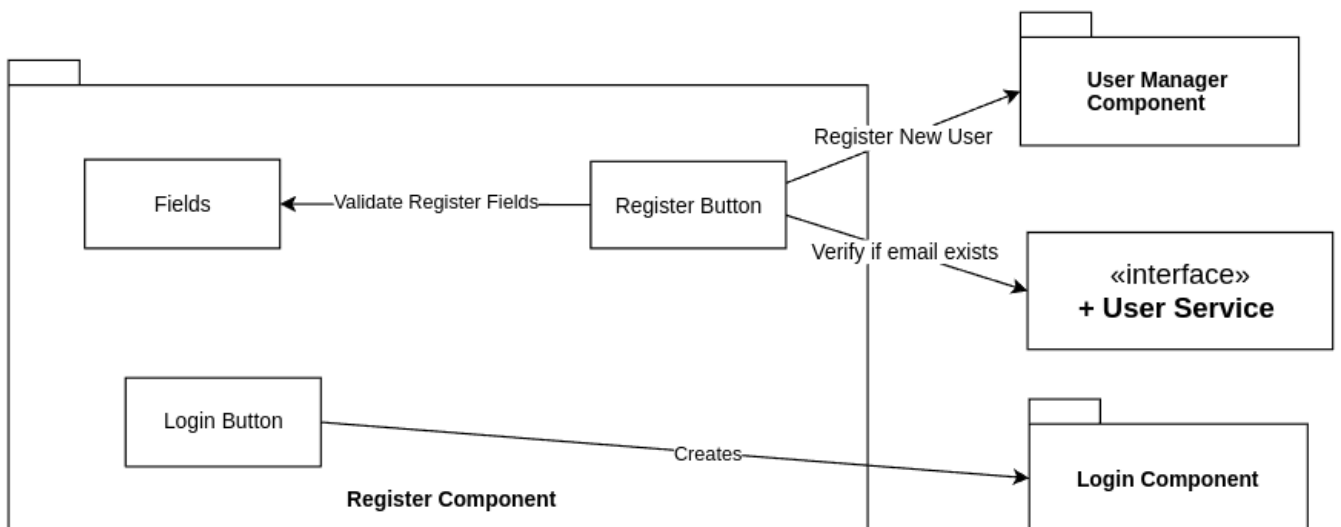 User Manager
Component
Register New User
Fields
Validate Register Fields
Register Button
Verify if email exists
«interface»
+ User Service
Login Button
Creates
Login Component
Register Component